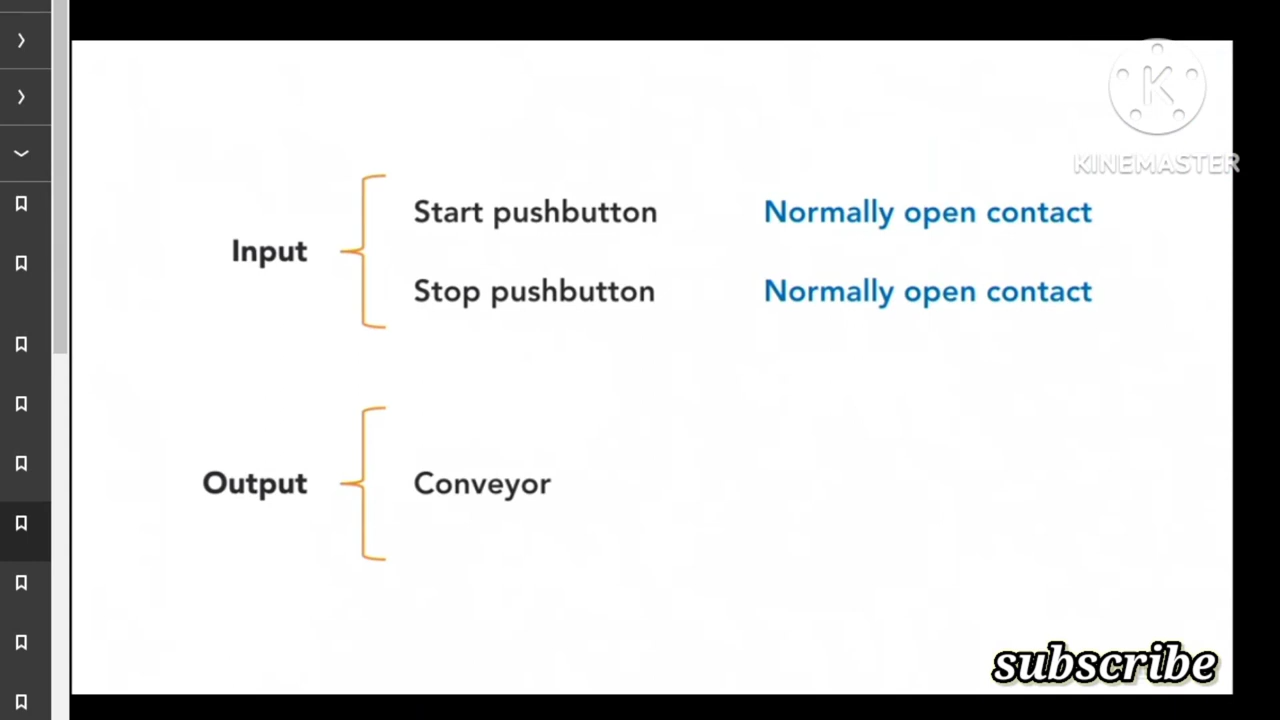 K
KINEMASTER
Start pushbutton Normally open contact
Input
Stop pushbutton Normally open contact
Output Conveyor
subscribe